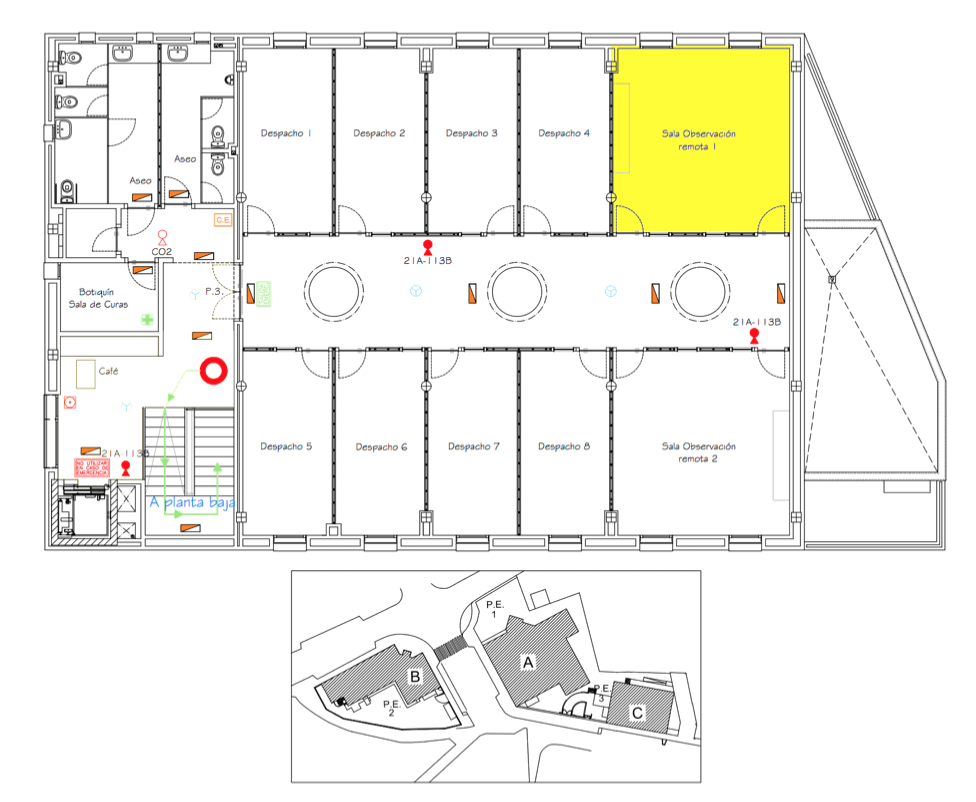 Despacho 1
Despacho 2
Despacho 3
Despacho 4
Sala Observación
remota 1
Aseo
Aseo
C.E.
CO2
21A-113B
Botiquín
Sala de Curas
P.3.
21A-113B
Café
Despacho 5
Despacho 6
Despacho 7
Despacho 8
Sala Observación
remota 2
21A-113B
NO UTILIZAR
EN CASO DE
EMERGENCIA
A planta baja
P.E.
1
A
B
P.E.
2
P.E.
3
C